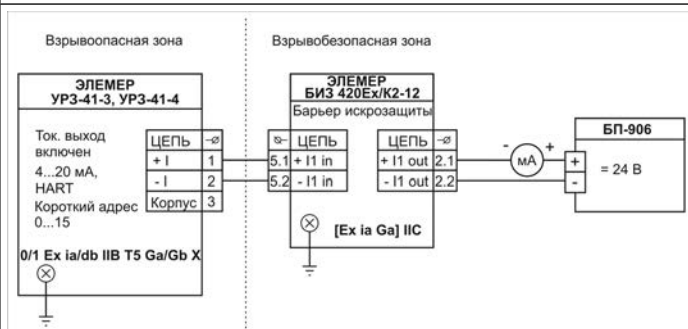 Взрывоопасная зона
Взрывобезопасная зона
ЭЛЕМЕР
УРЗ-41-3, УРЗ-41-4
Ток. выход
включен
4...20 мА,
HART
Короткий адрес
0...15
ЦЕПЬ
+ I 1
- I 2
Корпус 3
0/1 Ex ia/db IIB T5 Ga/Gb X
ЭЛЕМЕР
БИЗ 420Ex/К2-12
Барьер искрозащиты
ЦЕПЬ
5.1 + I1 in
5.2 - I1 in
ЦЕПЬ
+ I1 out 2.1
- I1 out 2.2
[Ex ia Ga] IIC
- мА +
БП-906
+
-
= 24 В